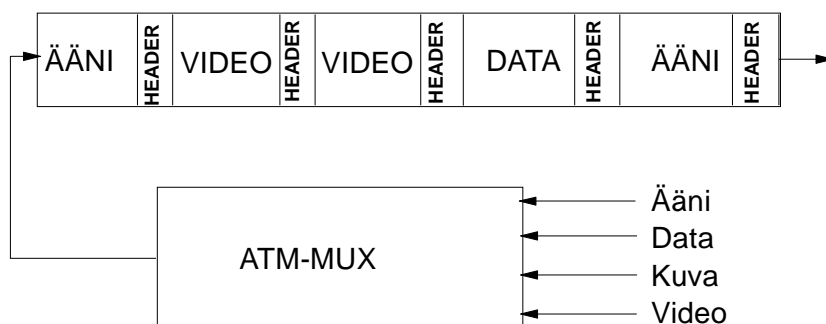 ÄÄNI HEADER VIDEO HEADER VIDEO HEADER DATA HEADER ÄÄNI HEADER
ATM-MUX
Ääni
Data
Kuva
Video